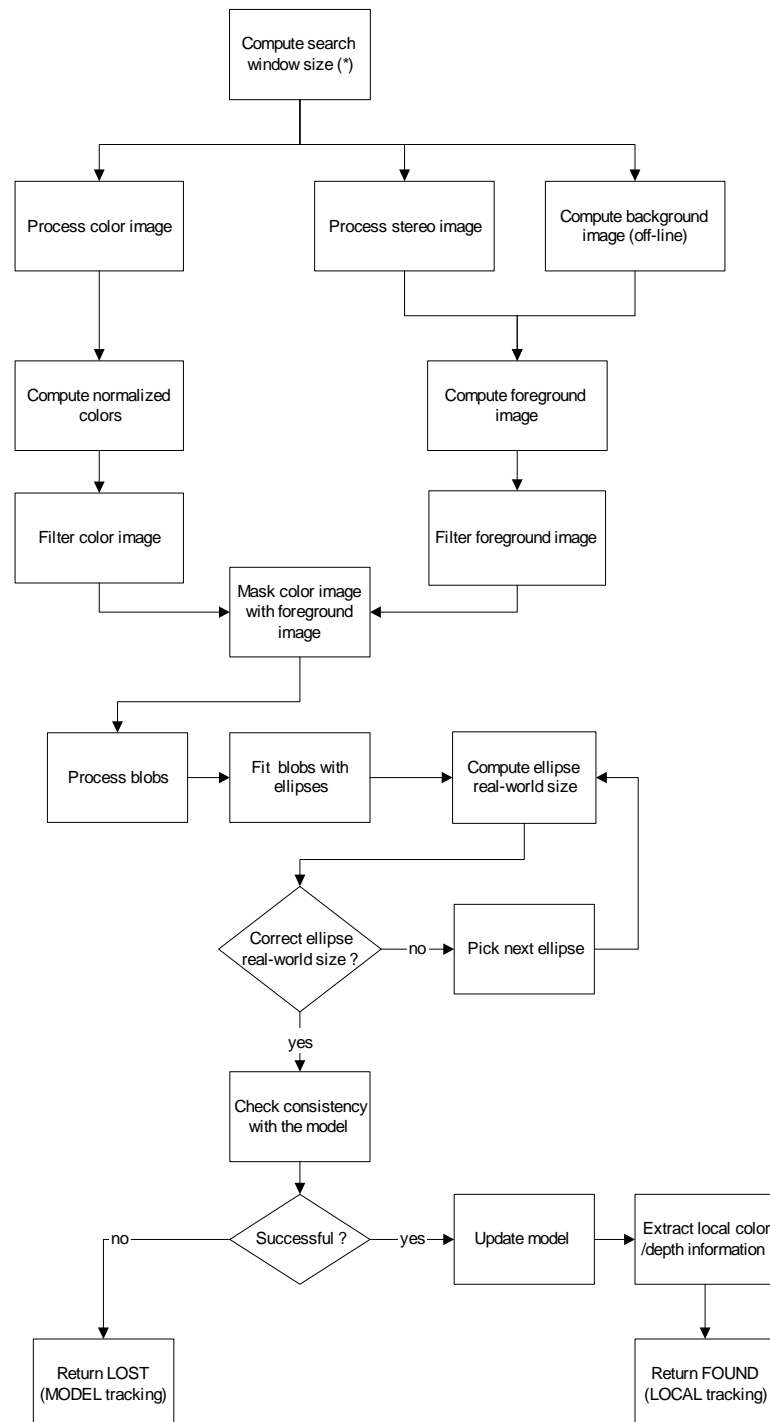 Compute search
window size (*)
Process color image
Process stereo image
Compute background
image (off-line)
Compute normalized
colors
Compute foreground
image
Filter color image
Filter foreground image
Mask color image
with foreground
image
Process blobs
Fit blobs with
ellipses
Compute ellipse
real-world size
Correct ellipse
real-world size ?
no
Pick next ellipse
yes
Check consistency
with the model
no
Successful ?
yes
Update model
Extract local color
/depth information
Return LOST
(MODEL tracking)
Return FOUND
(LOCAL tracking)